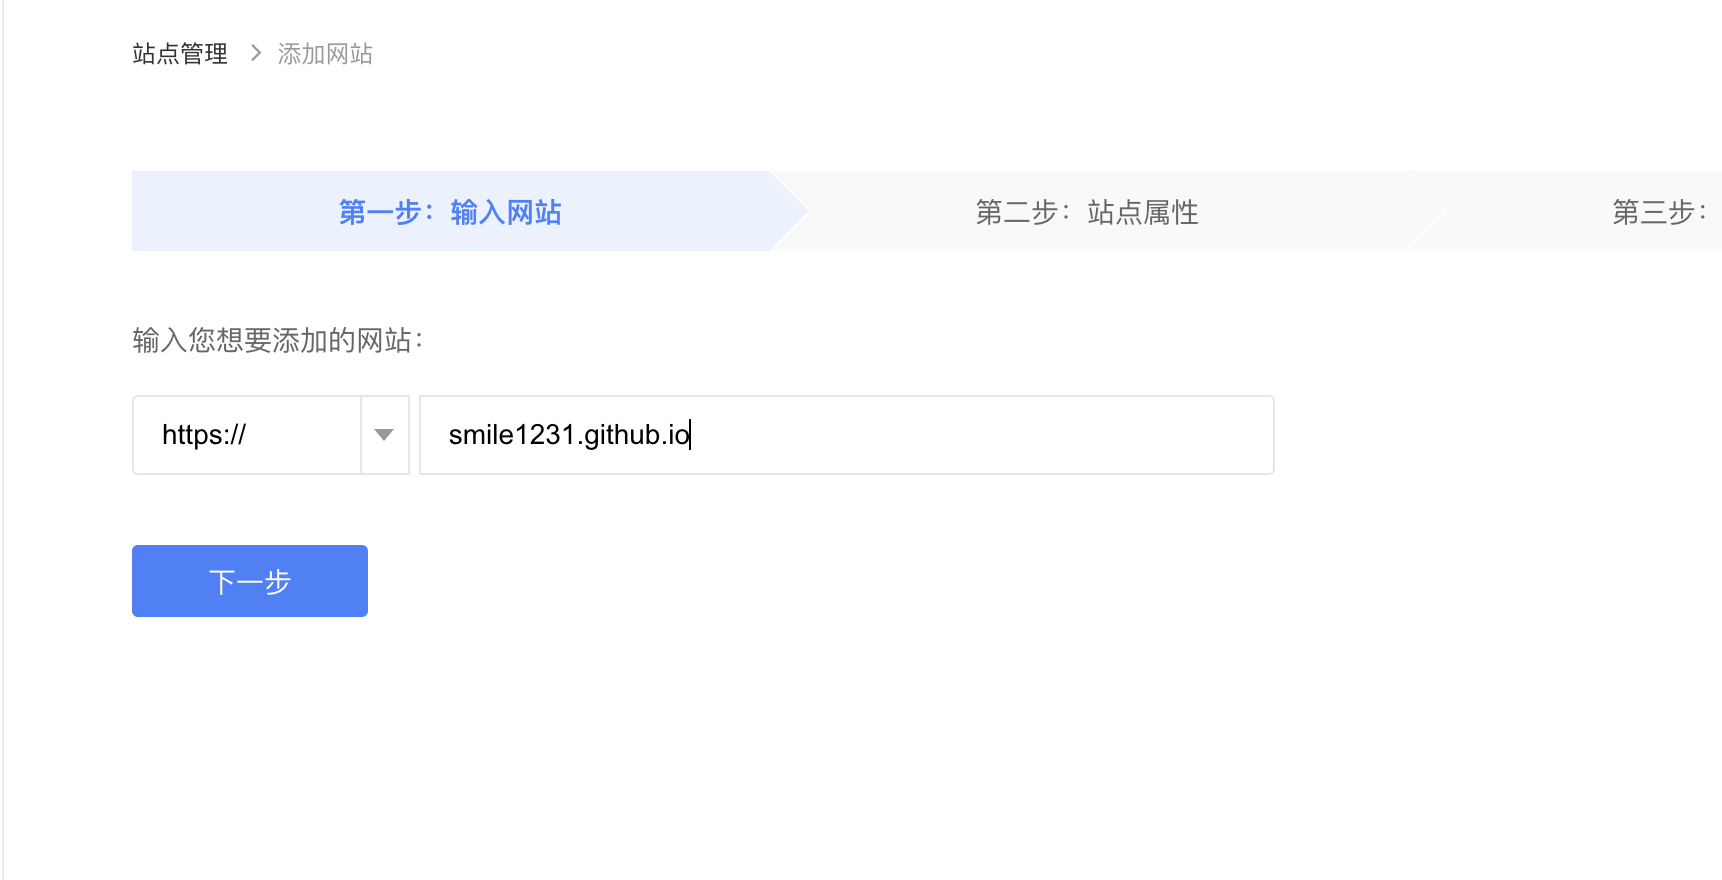 站点管理 > 添加网站
第一步：输入网站
第二步：站点属性
第三步：
输入您想要添加的网站：
https://
smile1231.github.io
下一步